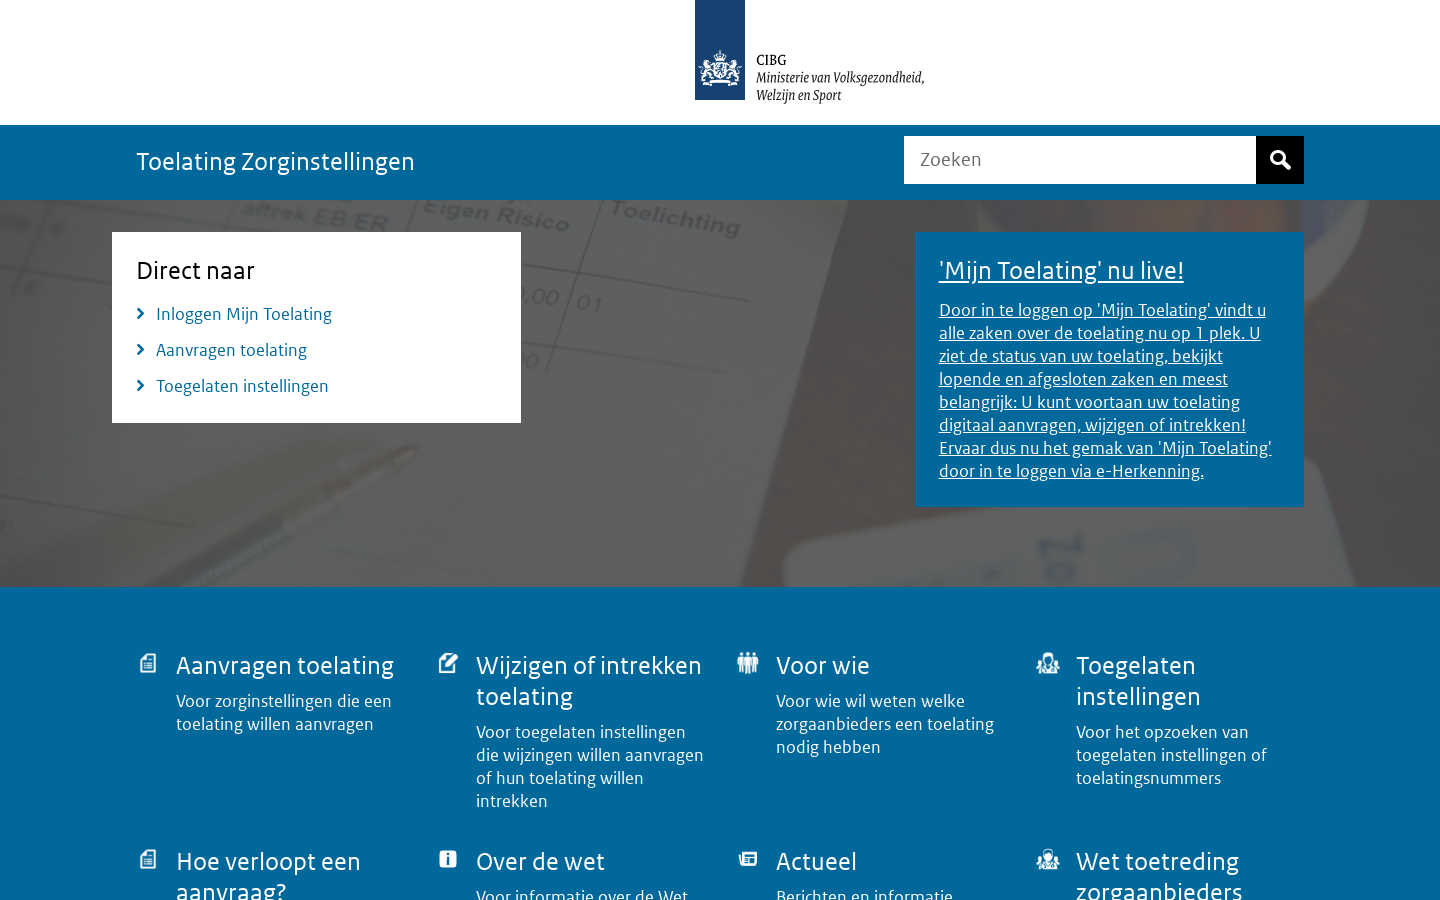 CIBG
Ministerie van Volksgezondheid,
Welzijn en Sport
Toelating Zorginstellingen
Zoeken
aftrek EB/ER
Eigen Risico
Toelichting
Direct naar
Inloggen Mijn Toelating
Aanvragen toelating
Toegelaten instellingen
01
'Mijn Toelating' nu live!
Door in te loggen op 'Mijn Toelating' vindt u
alle zaken over de toelating nu op 1 plek. U
ziet de status van uw toelating, bekijkt
lopende en afgesloten zaken en meest
belangrijk: U kunt voortaan uw toelating
digitaal aanvragen, wijzigen of intrekken!
Ervaar dus nu het gemak van 'Mijn Toelating'
door in te loggen via e-Herkenning.
Aanvragen toelating
Voor zorginstellingen die een
toelating willen aanvragen
Wijzigen of intrekken
toelating
Voor toegelaten instellingen
die wijzingen willen aanvragen
of hun toelating willen
intrekken
Voor wie
Voor wie wil weten welke
zorgaanbieders een toelating
nodig hebben
Toegelaten
instellingen
Voor het opzoeken van
toegelaten instellingen of
toelatingsnummers
Hoe verloopt een
aanvraag?
Over de wet
Voor informatie over de Wet
Actueel
Berichten en informatie
Wet toetreding
zorgaanbieders